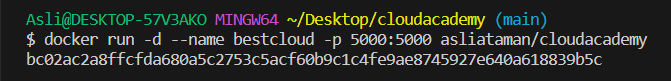 Asli@DESKTOP-57V3AKO MINGW64 ~/Desktop/cloudacademy (main)
$ docker run -d --name bestcloud -p 5000:5000 asliataman/cloudacademy
bc02ac2a8ffcfda680a5c2753c5acf60b9c1c4fe9ae8745927e640a618839b5c